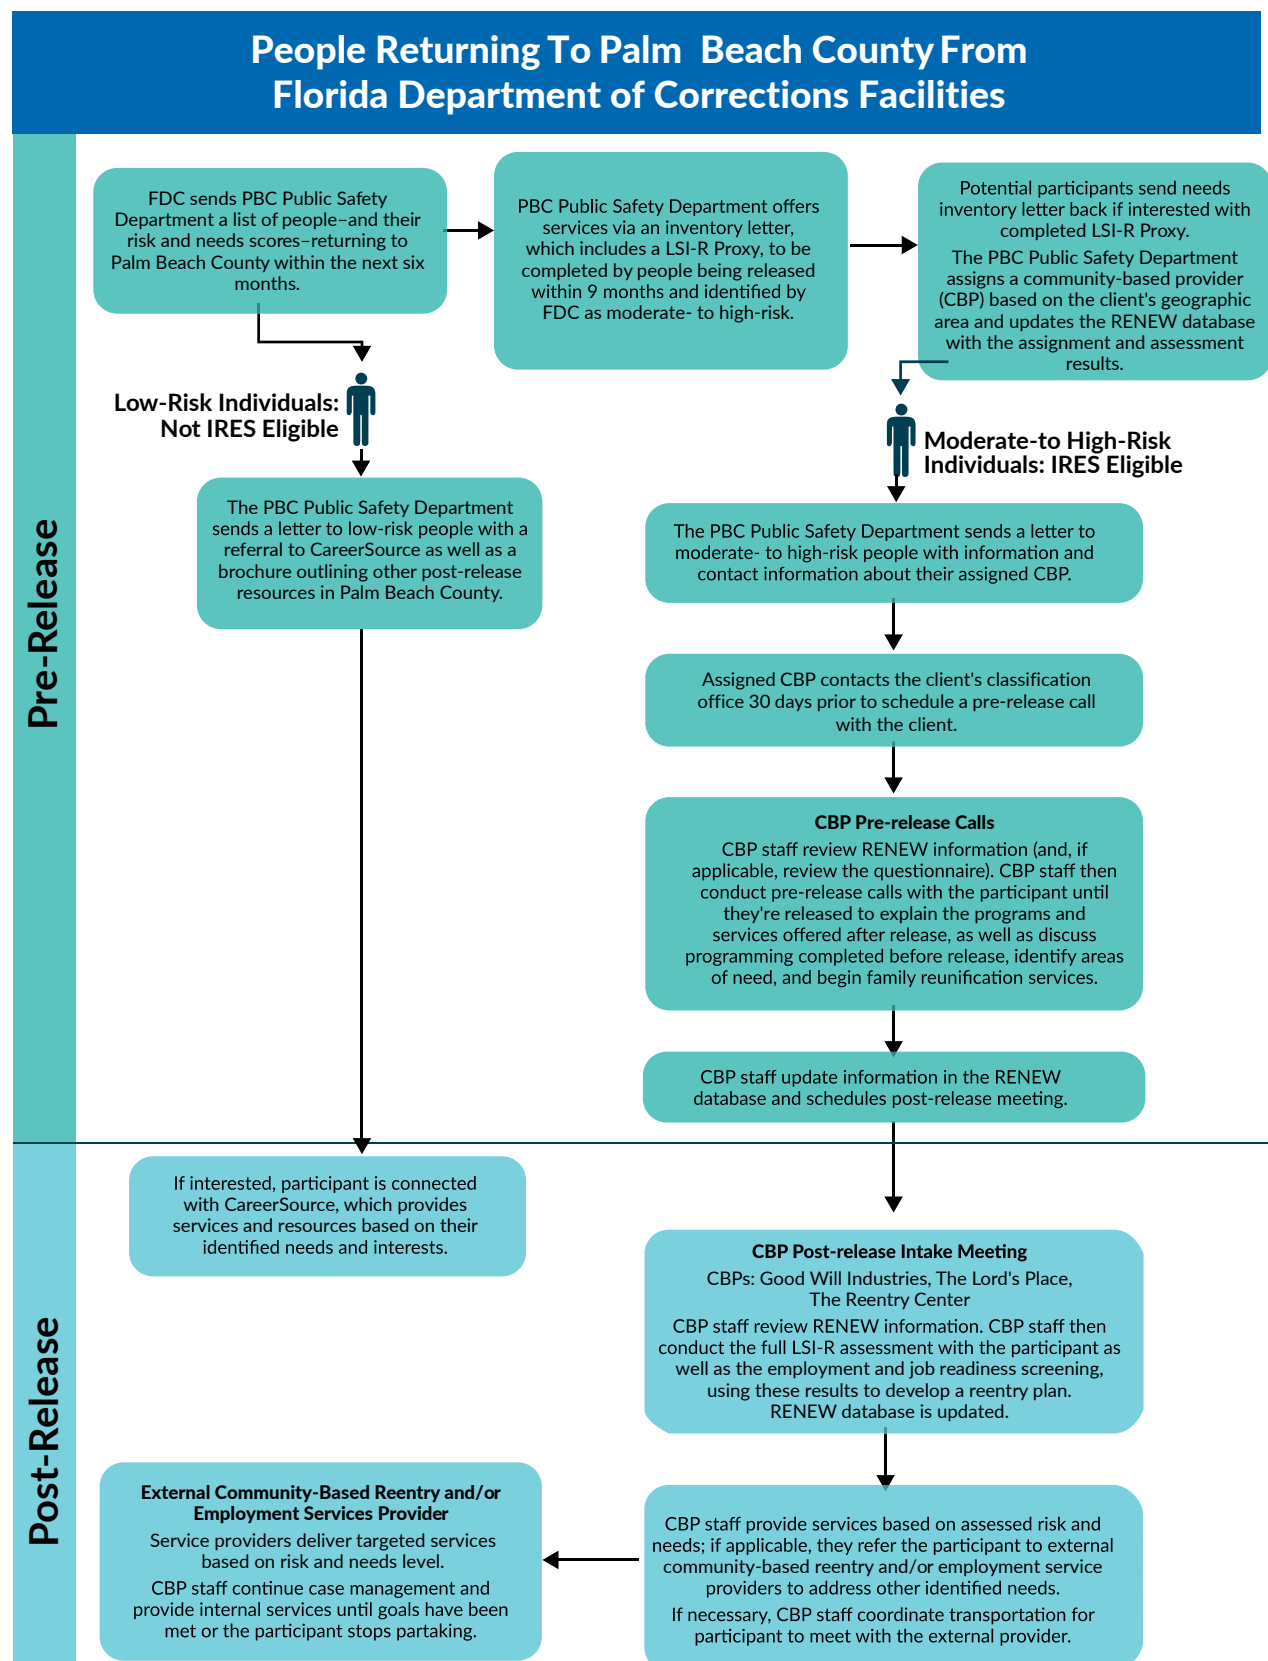 People Returning To Palm Beach County From
Florida Department of Corrections Facilities
Pre-Release
FDC sends PBC Public Safety
Department a list of people–and their
risk and needs scores–returning to
Palm Beach County within the next six
months.
PBC Public Safety Department offers
services via an inventory letter,
which includes a LSI-R Proxy, to be
completed by people being released
within 9 months and identified by
FDC as moderate- to high-risk.
Potential participants send needs
inventory letter back if interested with
completed LSI-R Proxy.
The PBC Public Safety Department
assigns a community-based provider
(CBP) based on the client's geographic
area and updates the RENEW database
with the assignment and assessment
results.
Low-Risk Individuals:
Not IRES Eligible
The PBC Public Safety Department
sends a letter to low-risk people with a
referral to CareerSource as well as a
brochure outlining other post-release
resources in Palm Beach County.
Moderate-to High-Risk
Individuals: IRES Eligible
The PBC Public Safety Department sends a letter to
moderate- to high-risk people with information and
contact information about their assigned CBP.
Assigned CBP contacts the client's classification
office 30 days prior to schedule a pre-release call
with the client.
CBP Pre-release Calls
CBP staff review RENEW information (and, if
applicable, review the questionnaire). CBP staff then
conduct pre-release calls with the participant until
they're released to explain the programs and
services offered after release, as well as discuss
programming completed before release, identify areas
of need, and begin family reunification services.
CBP staff update information in the RENEW
database and schedules post-release meeting.
Post-Release
If interested, participant is connected
with CareerSource, which provides
services and resources based on their
identified needs and interests.
CBP Post-release Intake Meeting
CBPs: Good Will Industries, The Lord's Place,
The Reentry Center
CBP staff review RENEW information. CBP staff then
conduct the full LSI-R assessment with the participant as
well as the employment and job readiness screening,
using these results to develop a reentry plan.
RENEW database is updated.
CBP staff provide services based on assessed risk and
needs; if applicable, they refer the participant to external
community-based reentry and/or employment service
providers to address other identified needs.
If necessary, CBP staff coordinate transportation for
participant to meet with the external provider.
External Community-Based Reentry and/or
Employment Services Provider
Service providers deliver targeted services
based on risk and needs level.
CBP staff continue case management and
provide internal services until goals have been
met or the participant stops partaking.